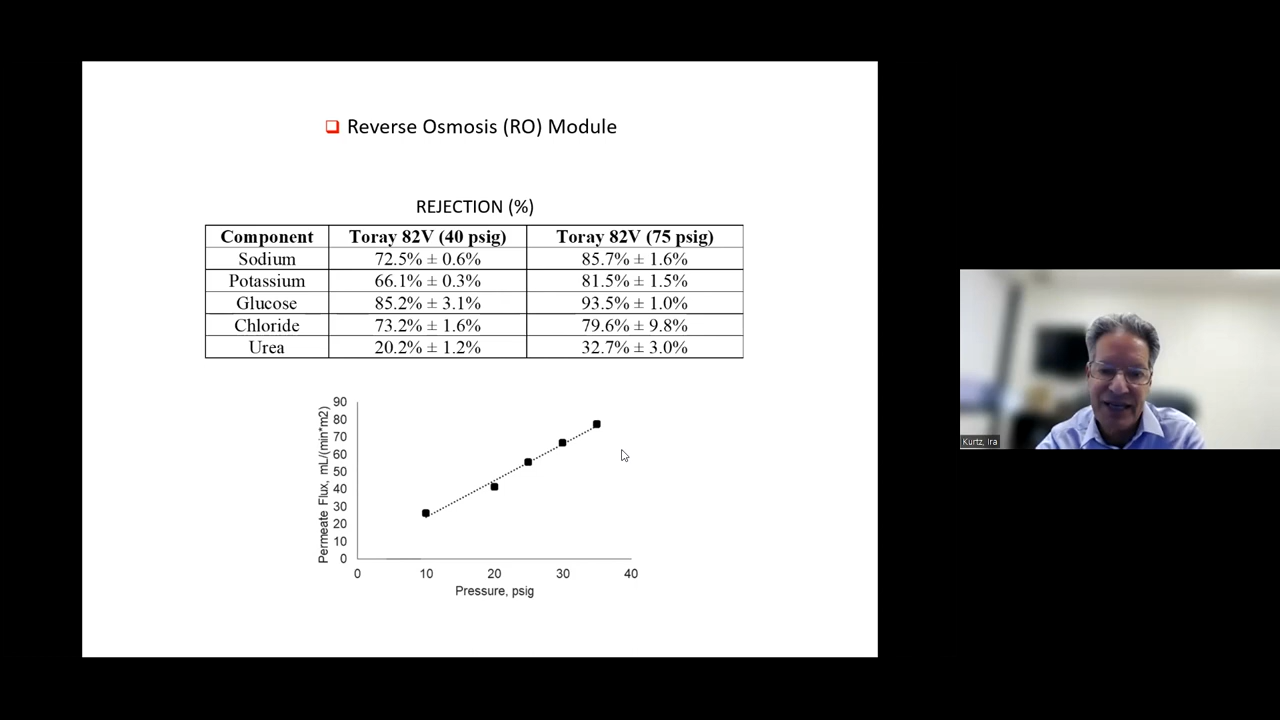 Reverse Osmosis (RO) Module
REJECTION (%)
Component Toray 82V (40 psig) Toray 82V (75 psig)
Sodium 72.5% ± 0.6% 85.7% ± 1.6%
Potassium 66.1% ± 0.3% 81.5% ± 1.5%
Glucose 85.2% ± 3.1% 93.5% ± 1.0%
Chloride 73.2% ± 1.6% 79.6% ± 9.8%
Urea 20.2% ± 1.2% 32.7% ± 3.0%
Permeate Flux, mL/(min*m2)
90
80
70
60
50
40
30
20
10
0
0 10 20 30 40
Pressure, psig
Kurtz, Ira